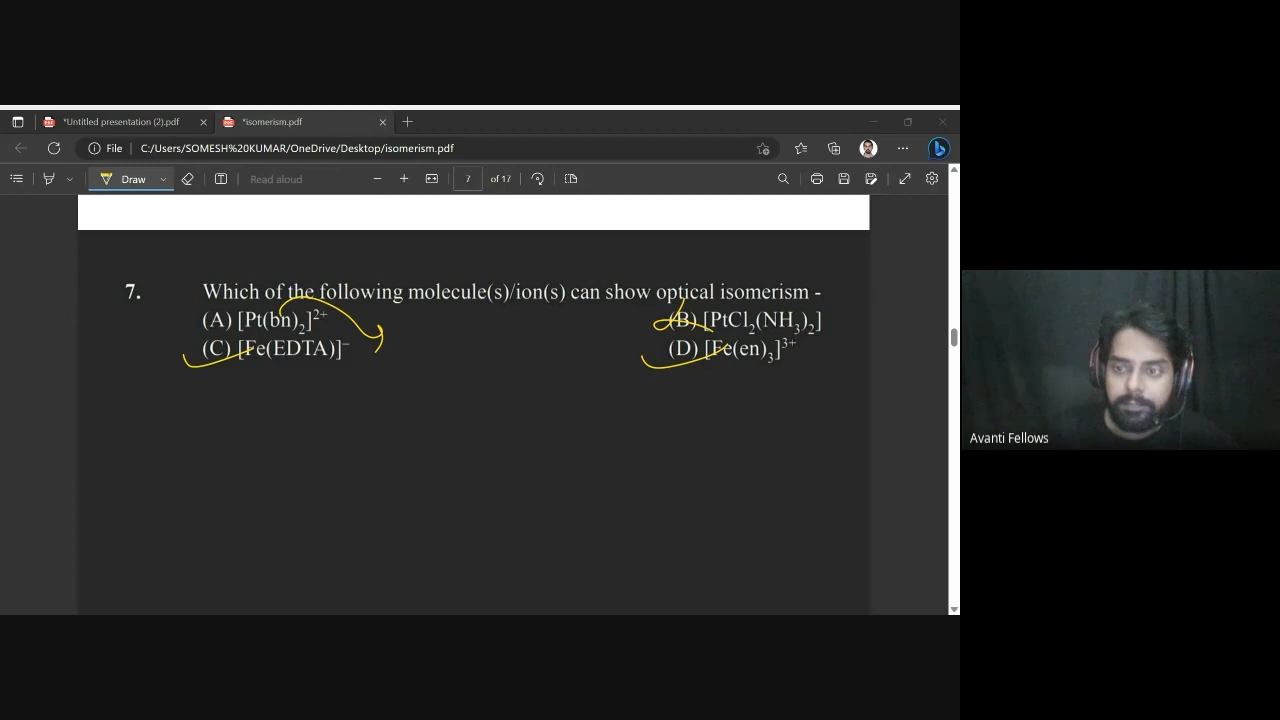 *Untitled presentation (2).pdf
*isomerism.pdf
File
C:/Users/SOMESH%20KUMAR/OneDrive/Desktop/isomerism.pdf
Draw
Read aloud
7
of 17
7. Which of the following molecule(s)/ion(s) can show optical isomerism -
(A) [Pt(bn)₂]²⁺ (B) [PtCl₂(NH₃)₂]
(C) [Fe(EDTA)]⁻ (D) [Fe(en)₃]³⁺
Avanti Fellows